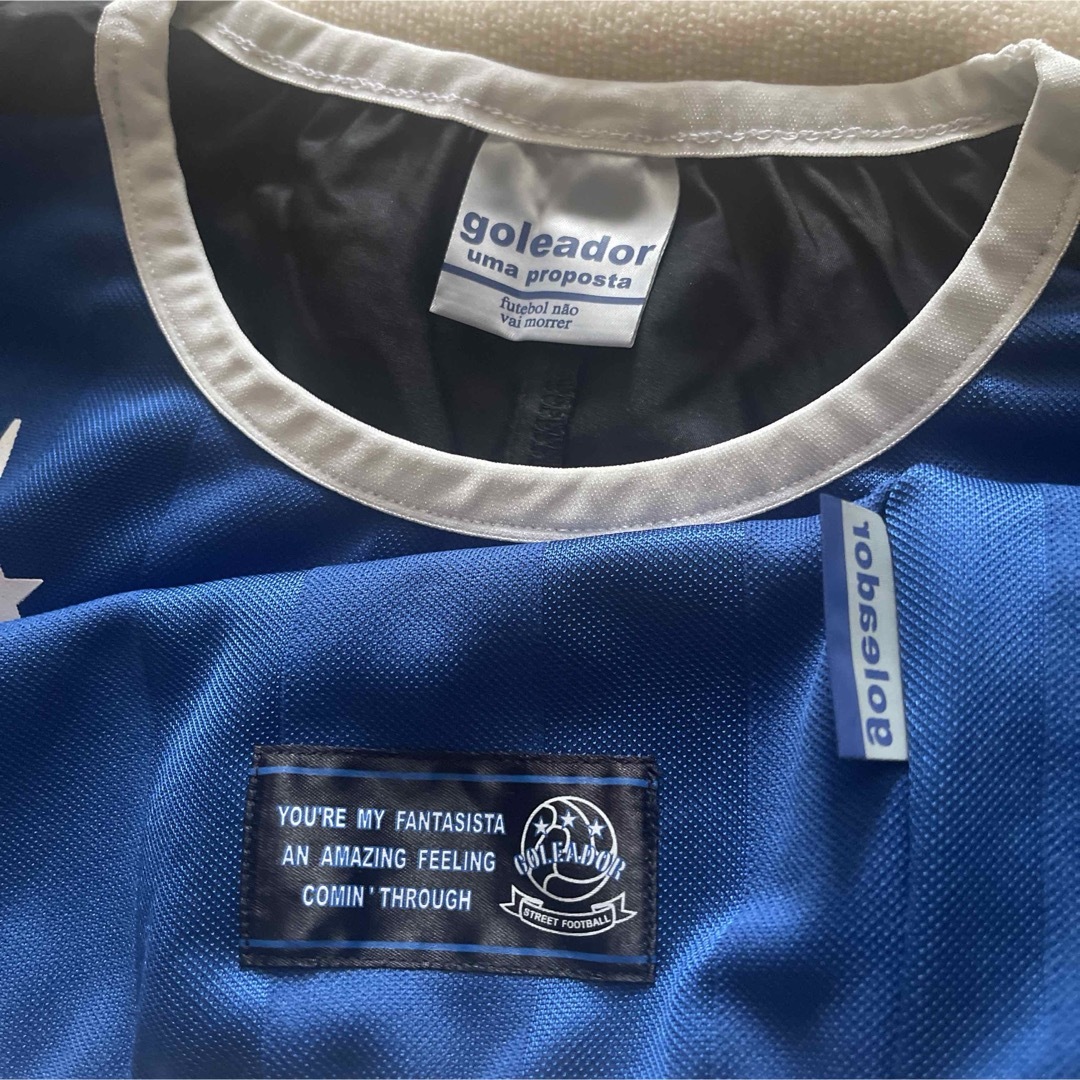 goleador
uma proposta
futebol não
vai morrer
goleador
YOU'RE MY FANTASISTA
AN AMAZING FEELING
COMIN' THROUGH
GOLEADOR
STREET FOOTBALL